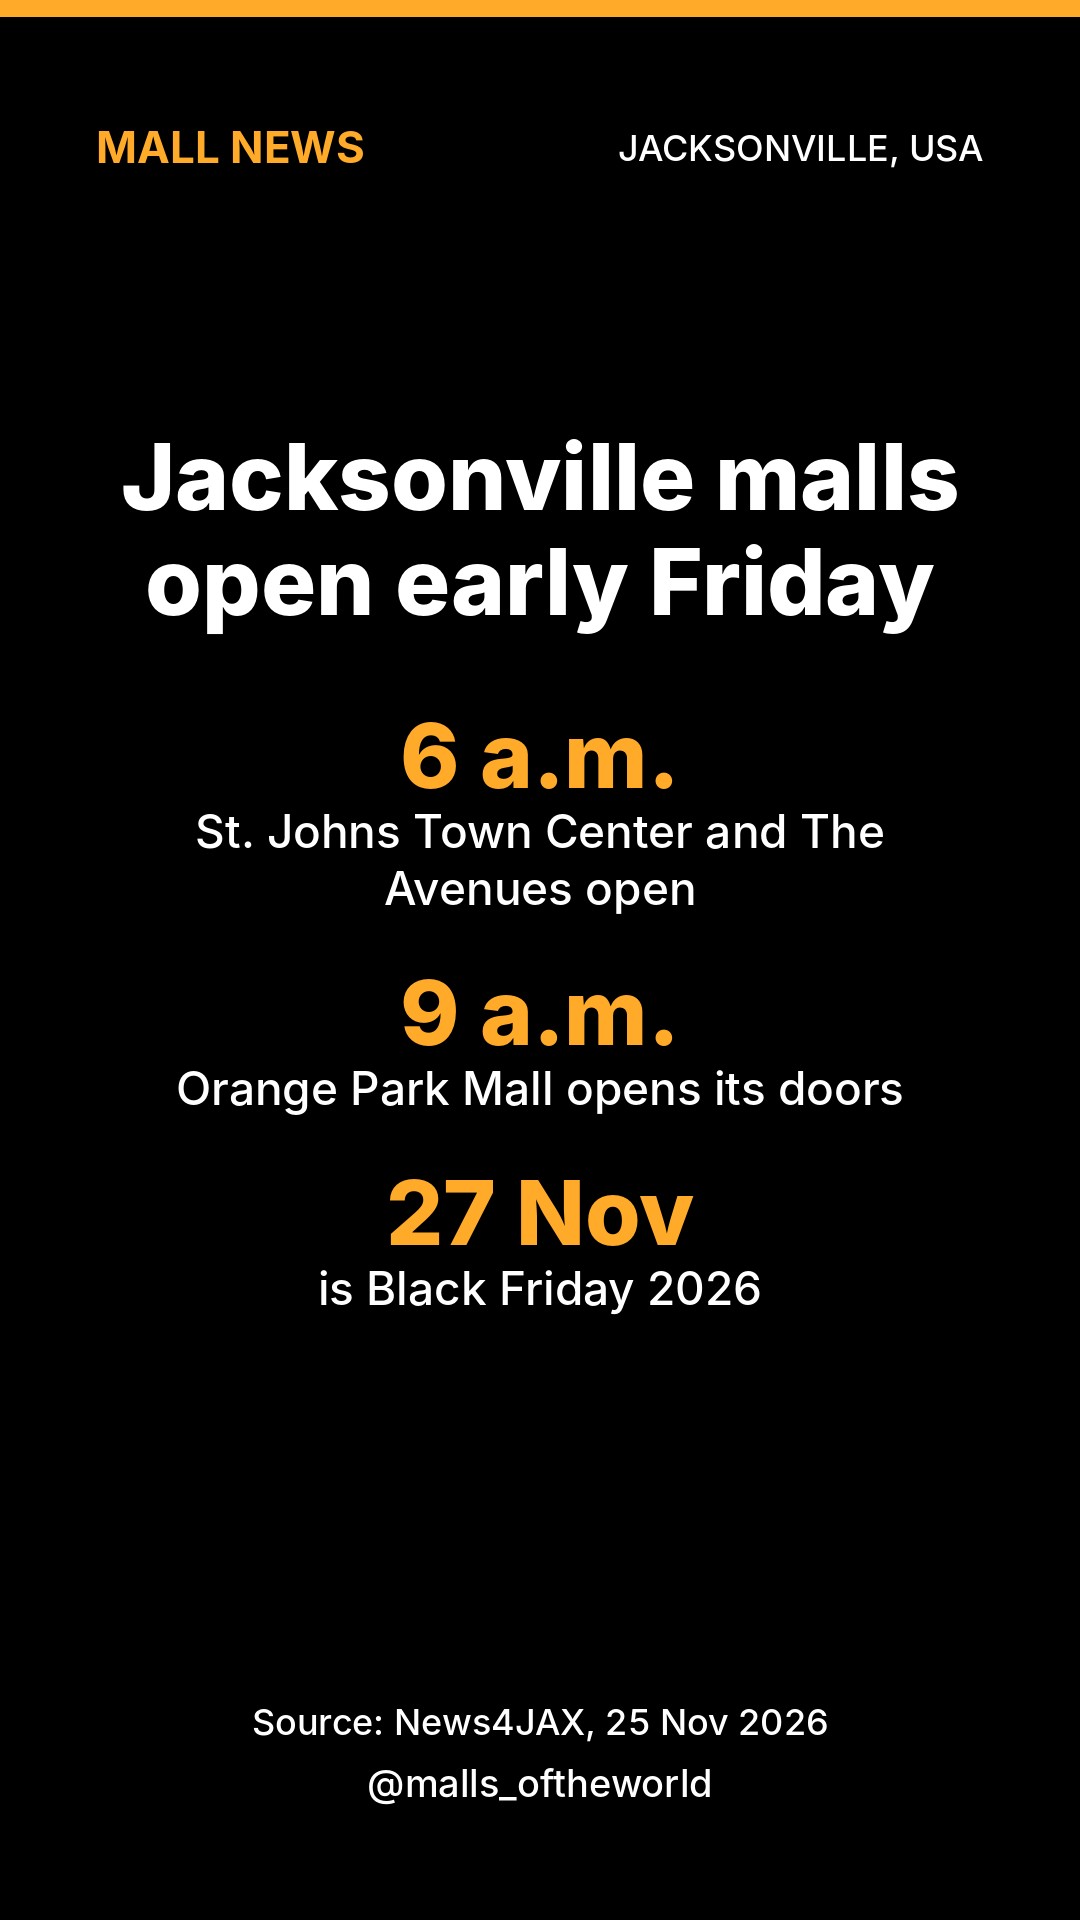 MALL NEWS
JACKSONVILLE, USA
Jacksonville malls
open early Friday
6 a.m.
St. Johns Town Center and The
Avenues open
9 a.m.
Orange Park Mall opens its doors
27 Nov
is Black Friday 2026
Source: News4JAX, 25 Nov 2026
@malls_oftheworld